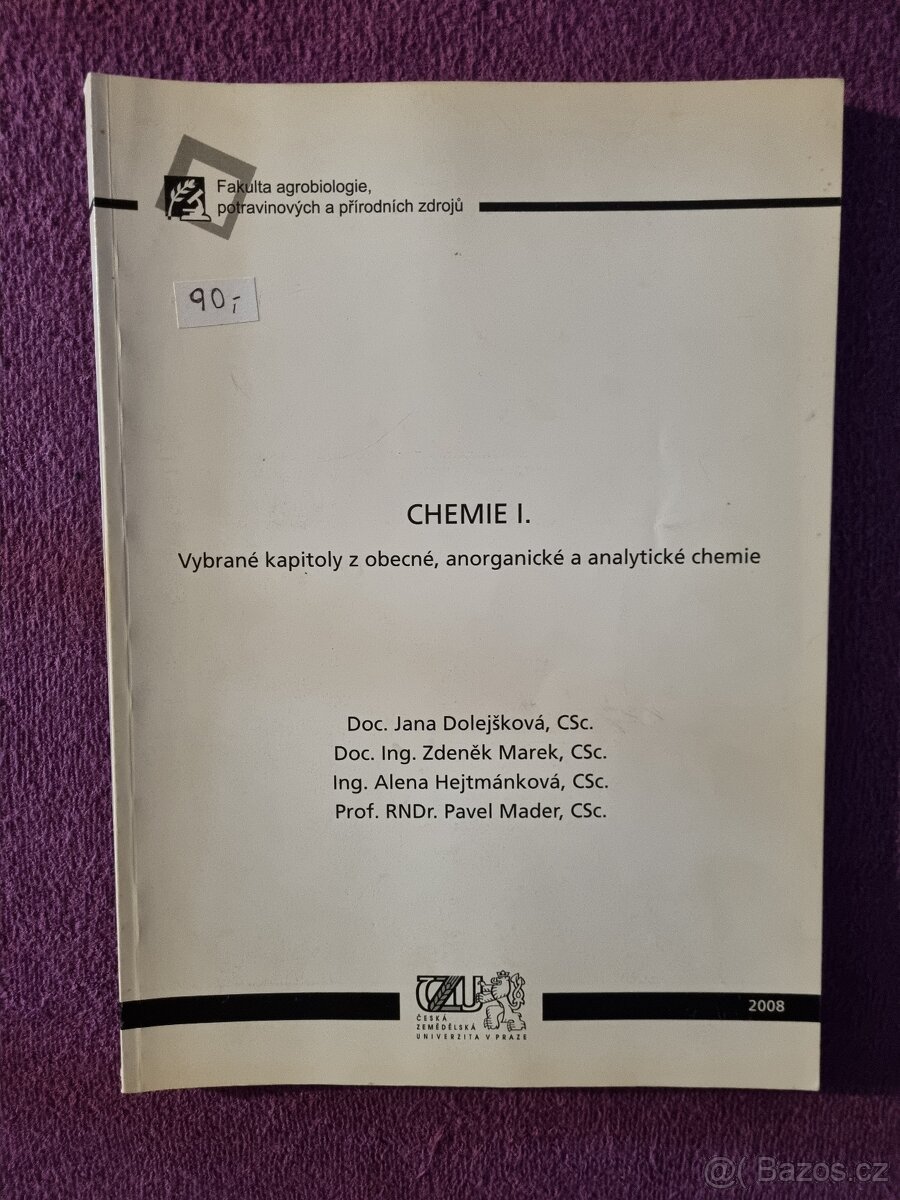 Fakulta agrobiologie,
potravinových a přírodních zdrojů
90,-
CHEMIE I.
Vybrané kapitoly z obecné, anorganické a analytické chemie
Doc. Jana Dolejšková, CSc.
Doc. Ing. Zdeněk Marek, CSc.
Ing. Alena Hejtmánková, CSc.
Prof. RNDr. Pavel Mader, CSc.
ČZU
ČESKÁ
ZEMĚDĚLSKÁ
UNIVERZITA V PRAZE
2008
@( Bazos.cz